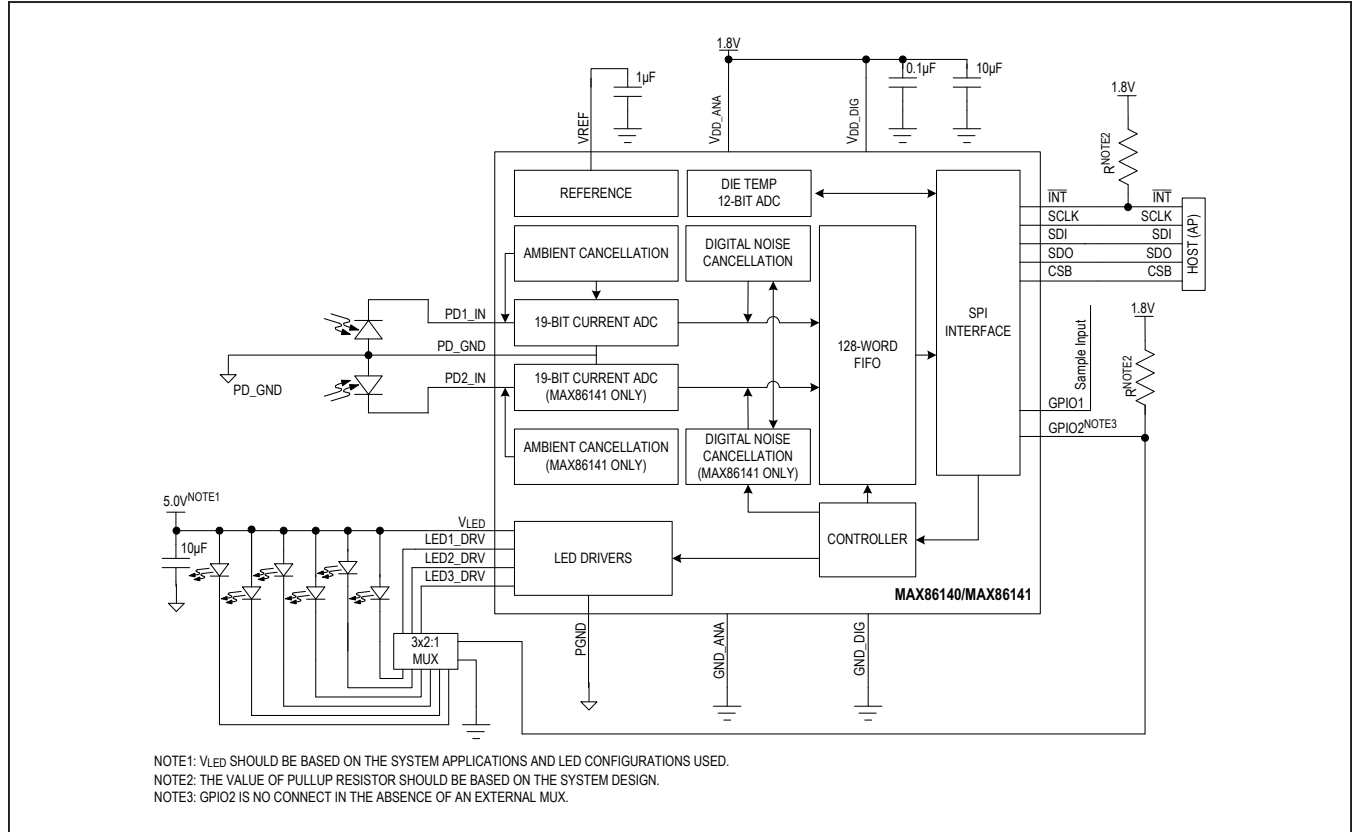 1.8V
1µF
0.1µF
10µF
1.8V
VREF
VDD_ANA
VDD_DIG
RNOTE2
REFERENCE
DIE TEMP
12-BIT ADC
INT
INT
SCLK
SCLK
SDI
SDI
SDO
SDO
CSB
CSB
HOST (AP)
AMBIENT CANCELLATION
DIGITAL NOISE
CANCELLATION
PD1_IN
19-BIT CURRENT ADC
SPI
INTERFACE
1.8V
PD_GND
128-WORD
FIFO
Sample Input
RNOTE2
PD_GND
PD2_IN
19-BIT CURRENT ADC
(MAX86141 ONLY)
GPIO1
GPIO2NOTE3
AMBIENT CANCELLATION
(MAX86141 ONLY)
DIGITAL NOISE
CANCELLATION
(MAX86141 ONLY)
5.0VNOTE1
10µF
VLED
LED1_DRV
LED2_DRV
LED3_DRV
LED DRIVERS
CONTROLLER
MAX86140/MAX86141
3x2:1
MUX
PGND
GND_ANA
GND_DIG
NOTE1: VLED SHOULD BE BASED ON THE SYSTEM APPLICATIONS AND LED CONFIGURATIONS USED.
NOTE2: THE VALUE OF PULLUP RESISTOR SHOULD BE BASED ON THE SYSTEM DESIGN.
NOTE3: GPIO2 IS NO CONNECT IN THE ABSENCE OF AN EXTERNAL MUX.